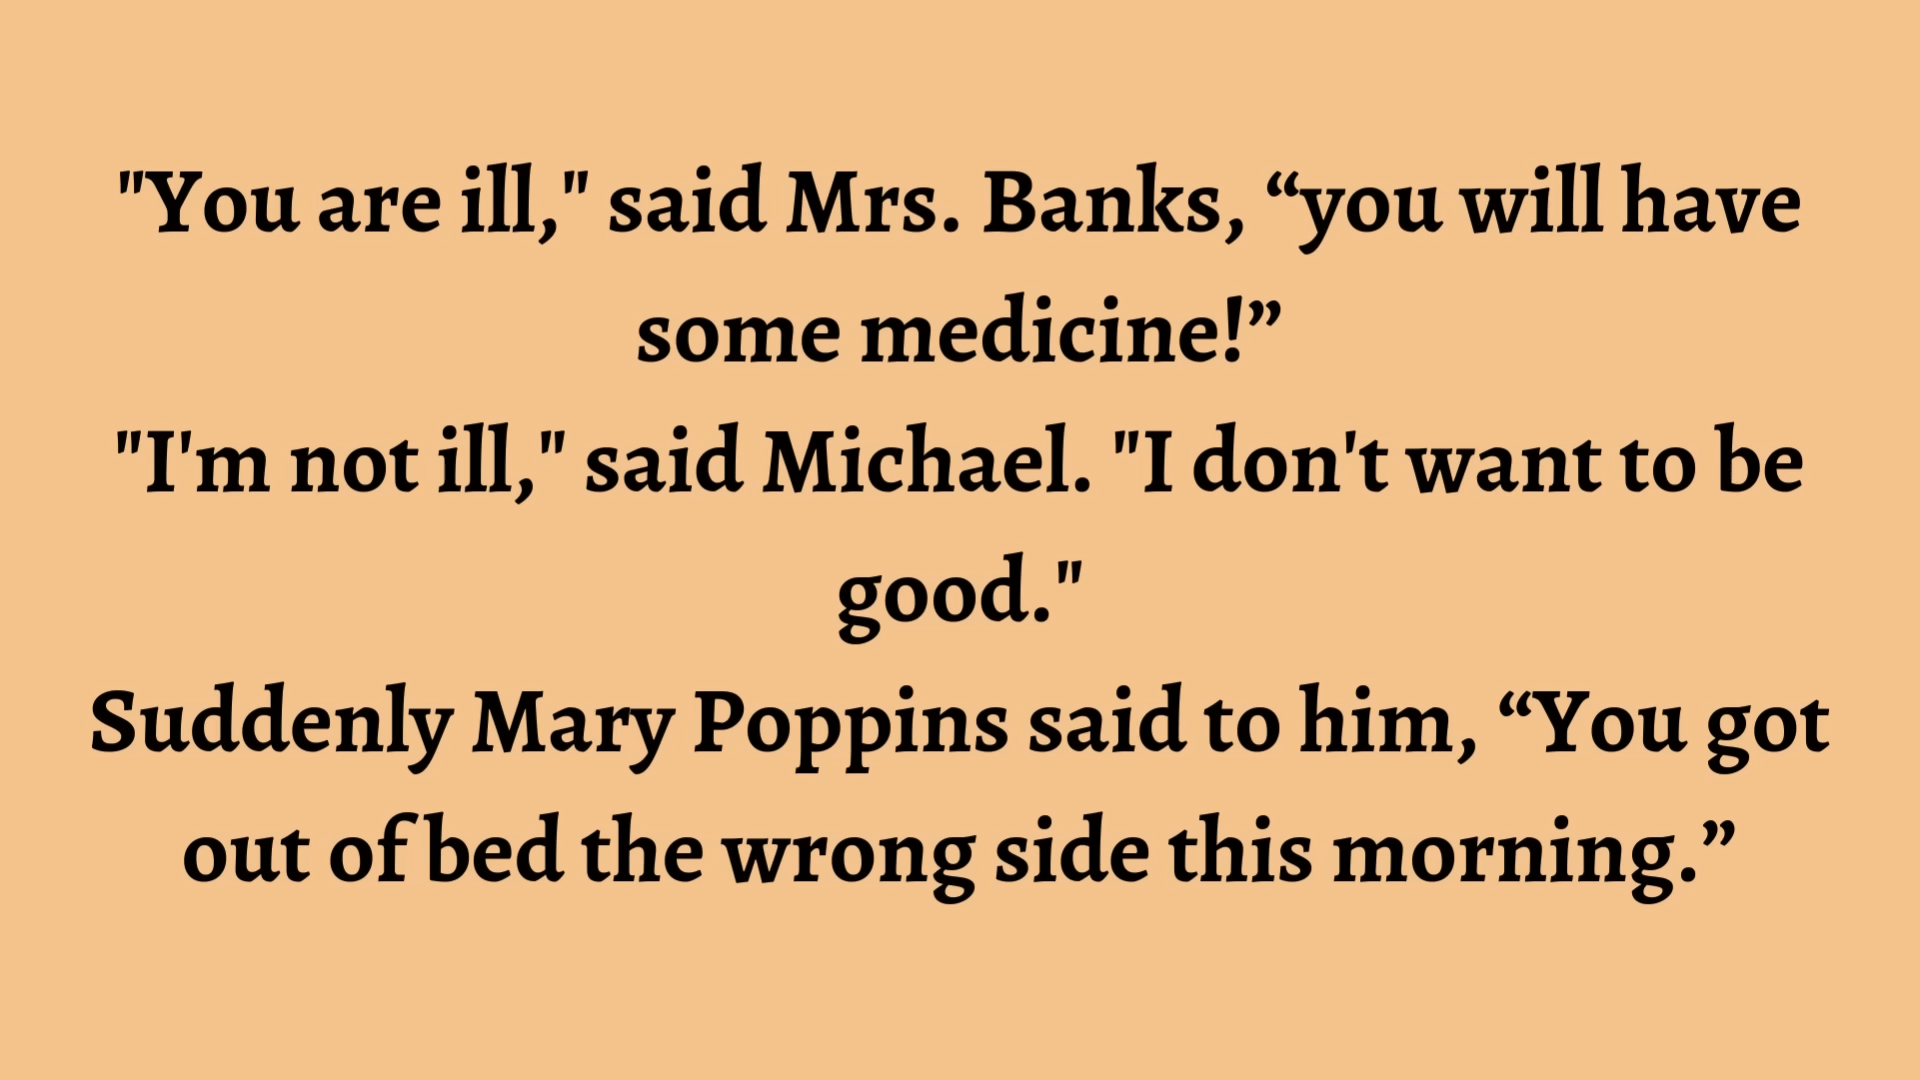 "You are ill," said Mrs. Banks, “you will have
some medicine!”
"I'm not ill," said Michael. "I don't want to be
good."
Suddenly Mary Poppins said to him, “You got
out of bed the wrong side this morning.”